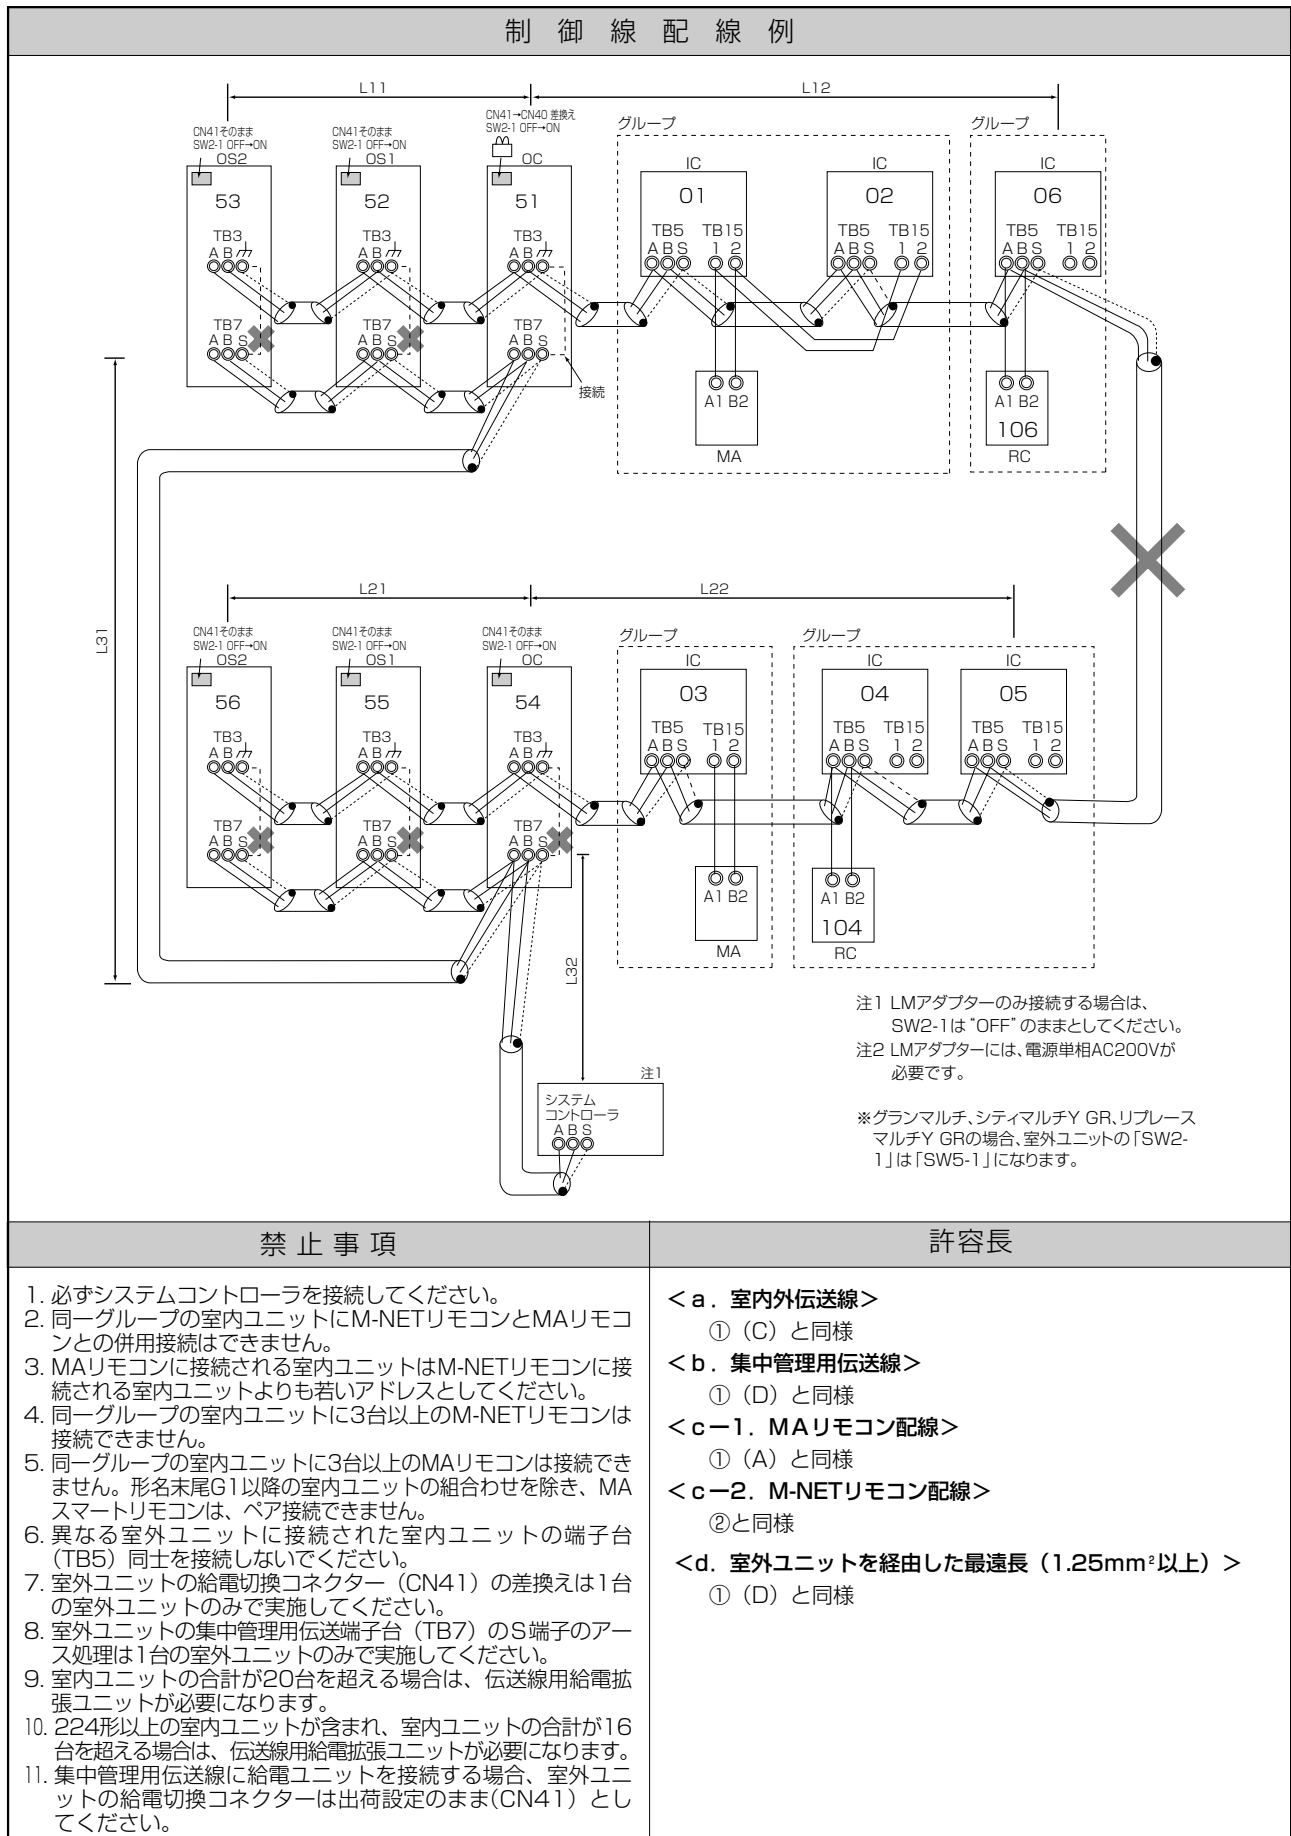 制御線配線例
L11
L12
CN41そのまま
SW2-1 OFF→ON
OS2
CN41そのまま
SW2-1 OFF→ON
OS1
CN41→CN40 差換え
SW2-1 OFF→ON
OC
グループ
グループ
IC
IC
IC
53
52
51
01
02
06
TB3
A B
TB3
A B
TB3
A B
TB5
A B S
TB15
1 2
TB5
A B S
TB15
1 2
TB5
A B S
TB15
1 2
TB7
A B S
TB7
A B S
TB7
A B S
接続
A1 B2
MA
A1 B2
106
RC
L31
L21
L22
CN41そのまま
SW2-1 OFF→ON
OS2
CN41そのまま
SW2-1 OFF→ON
OS1
CN41そのまま
SW2-1 OFF→ON
OC
グループ
グループ
IC
IC
IC
56
55
54
03
04
05
TB3
A B
TB3
A B
TB3
A B
TB5
A B S
TB15
1 2
TB5
A B S
TB15
1 2
TB5
A B S
TB15
1 2
TB7
A B S
TB7
A B S
TB7
A B S
A1 B2
MA
A1 B2
104
RC
L32
注1
システム
コントローラ
A B S
注1 LMアダプターのみ接続する場合は、
SW2-1は“OFF”のままとしてください。
注2 LMアダプターには、電源単相AC200Vが
必要です。
※グランマルチ、シティマルチY GR、リプレース
マルチY GRの場合、室外ユニットの「SW2-
1」は「SW5-1」になります。
禁止事項
1. 必ずシステムコントローラを接続してください。
2. 同一グループの室内ユニットにM-NETリモコンとMAリモコ
ンとの併用接続はできません。
3. MAリモコンに接続される室内ユニットはM-NETリモコンに接
続される室内ユニットよりも若いアドレスとしてください。
4. 同一グループの室内ユニットに3台以上のM-NETリモコンは
接続できません。
5. 同一グループの室内ユニットに3台以上のMAリモコンは接続でき
ません。形名末尾G1以降の室内ユニットの組合わせを除き、MA
スマートリモコンは、ペア接続できません。
6. 異なる室外ユニットに接続された室内ユニットの端子台
（TB5）同士を接続しないでください。
7. 室外ユニットの給電切換コネクター（CN41）の差換えは1台
の室外ユニットのみで実施してください。
8. 室外ユニットの集中管理用伝送端子台（TB7）のS端子のアー
ス処理は1台の室外ユニットのみで実施してください。
9. 室内ユニットの合計が20台を超える場合は、伝送線用給電拡
張ユニットが必要になります。
10. 224形以上の室内ユニットが含まれ、室内ユニットの合計が16
台を超える場合は、伝送線用給電拡張ユニットが必要になります。
11. 集中管理用伝送線に給電ユニットを接続する場合、室外ユニ
ットの給電切換コネクターは出荷設定のまま(CN41）とし
てください。
許容長
＜a．室内外伝送線＞
①（C）と同様
＜b．集中管理用伝送線＞
①（D）と同様
＜c－1．MAリモコン配線＞
①（A）と同様
＜c－2．M-NETリモコン配線＞
②と同様
＜d．室外ユニットを経由した最遠長（1.25mm²以上）＞
①（D）と同様